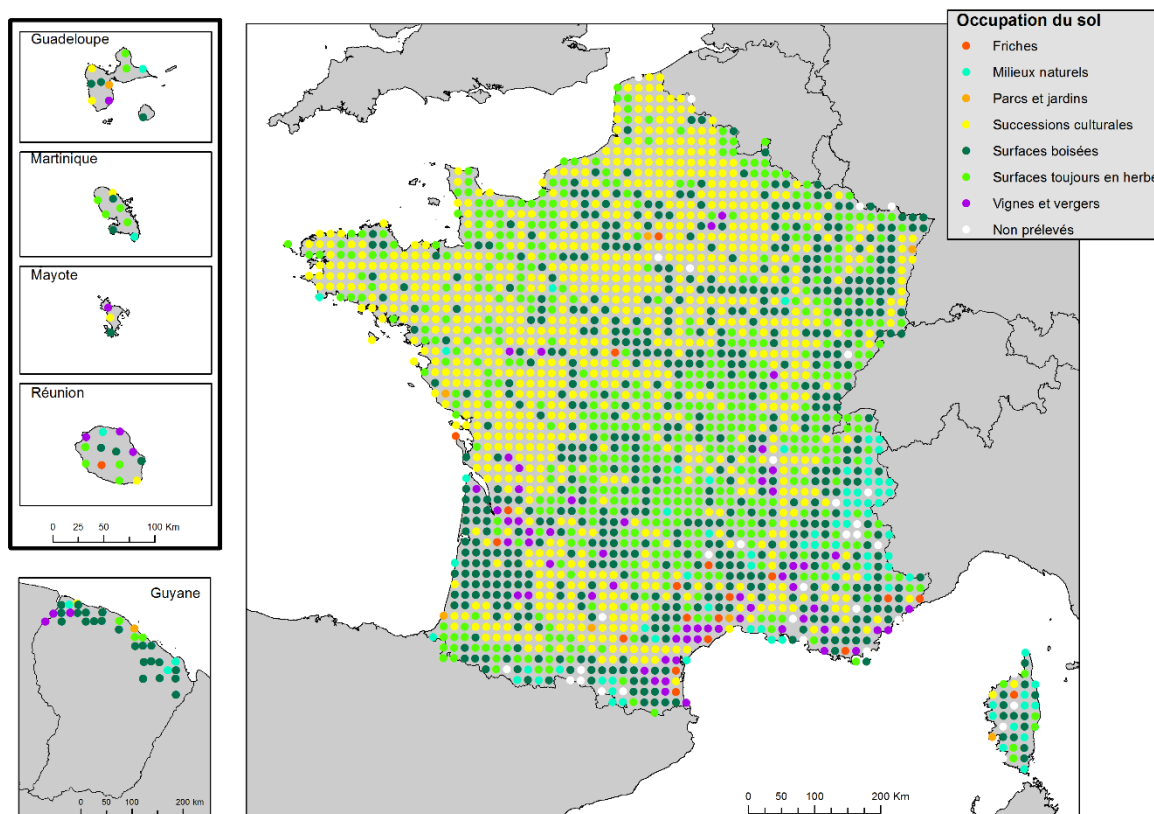 Guadeloupe
Martinique
Mayote
Réunion
0 50 100 Km
Guyane
0 50 100 200 Km
Occupation du sol
Friches
Milieux naturels
Parcs et jardins
Successions culturales
Surfaces boisées
Surfaces toujours en herbe
Vignes et vergers
Non prélevés
0 50 100 200 Km